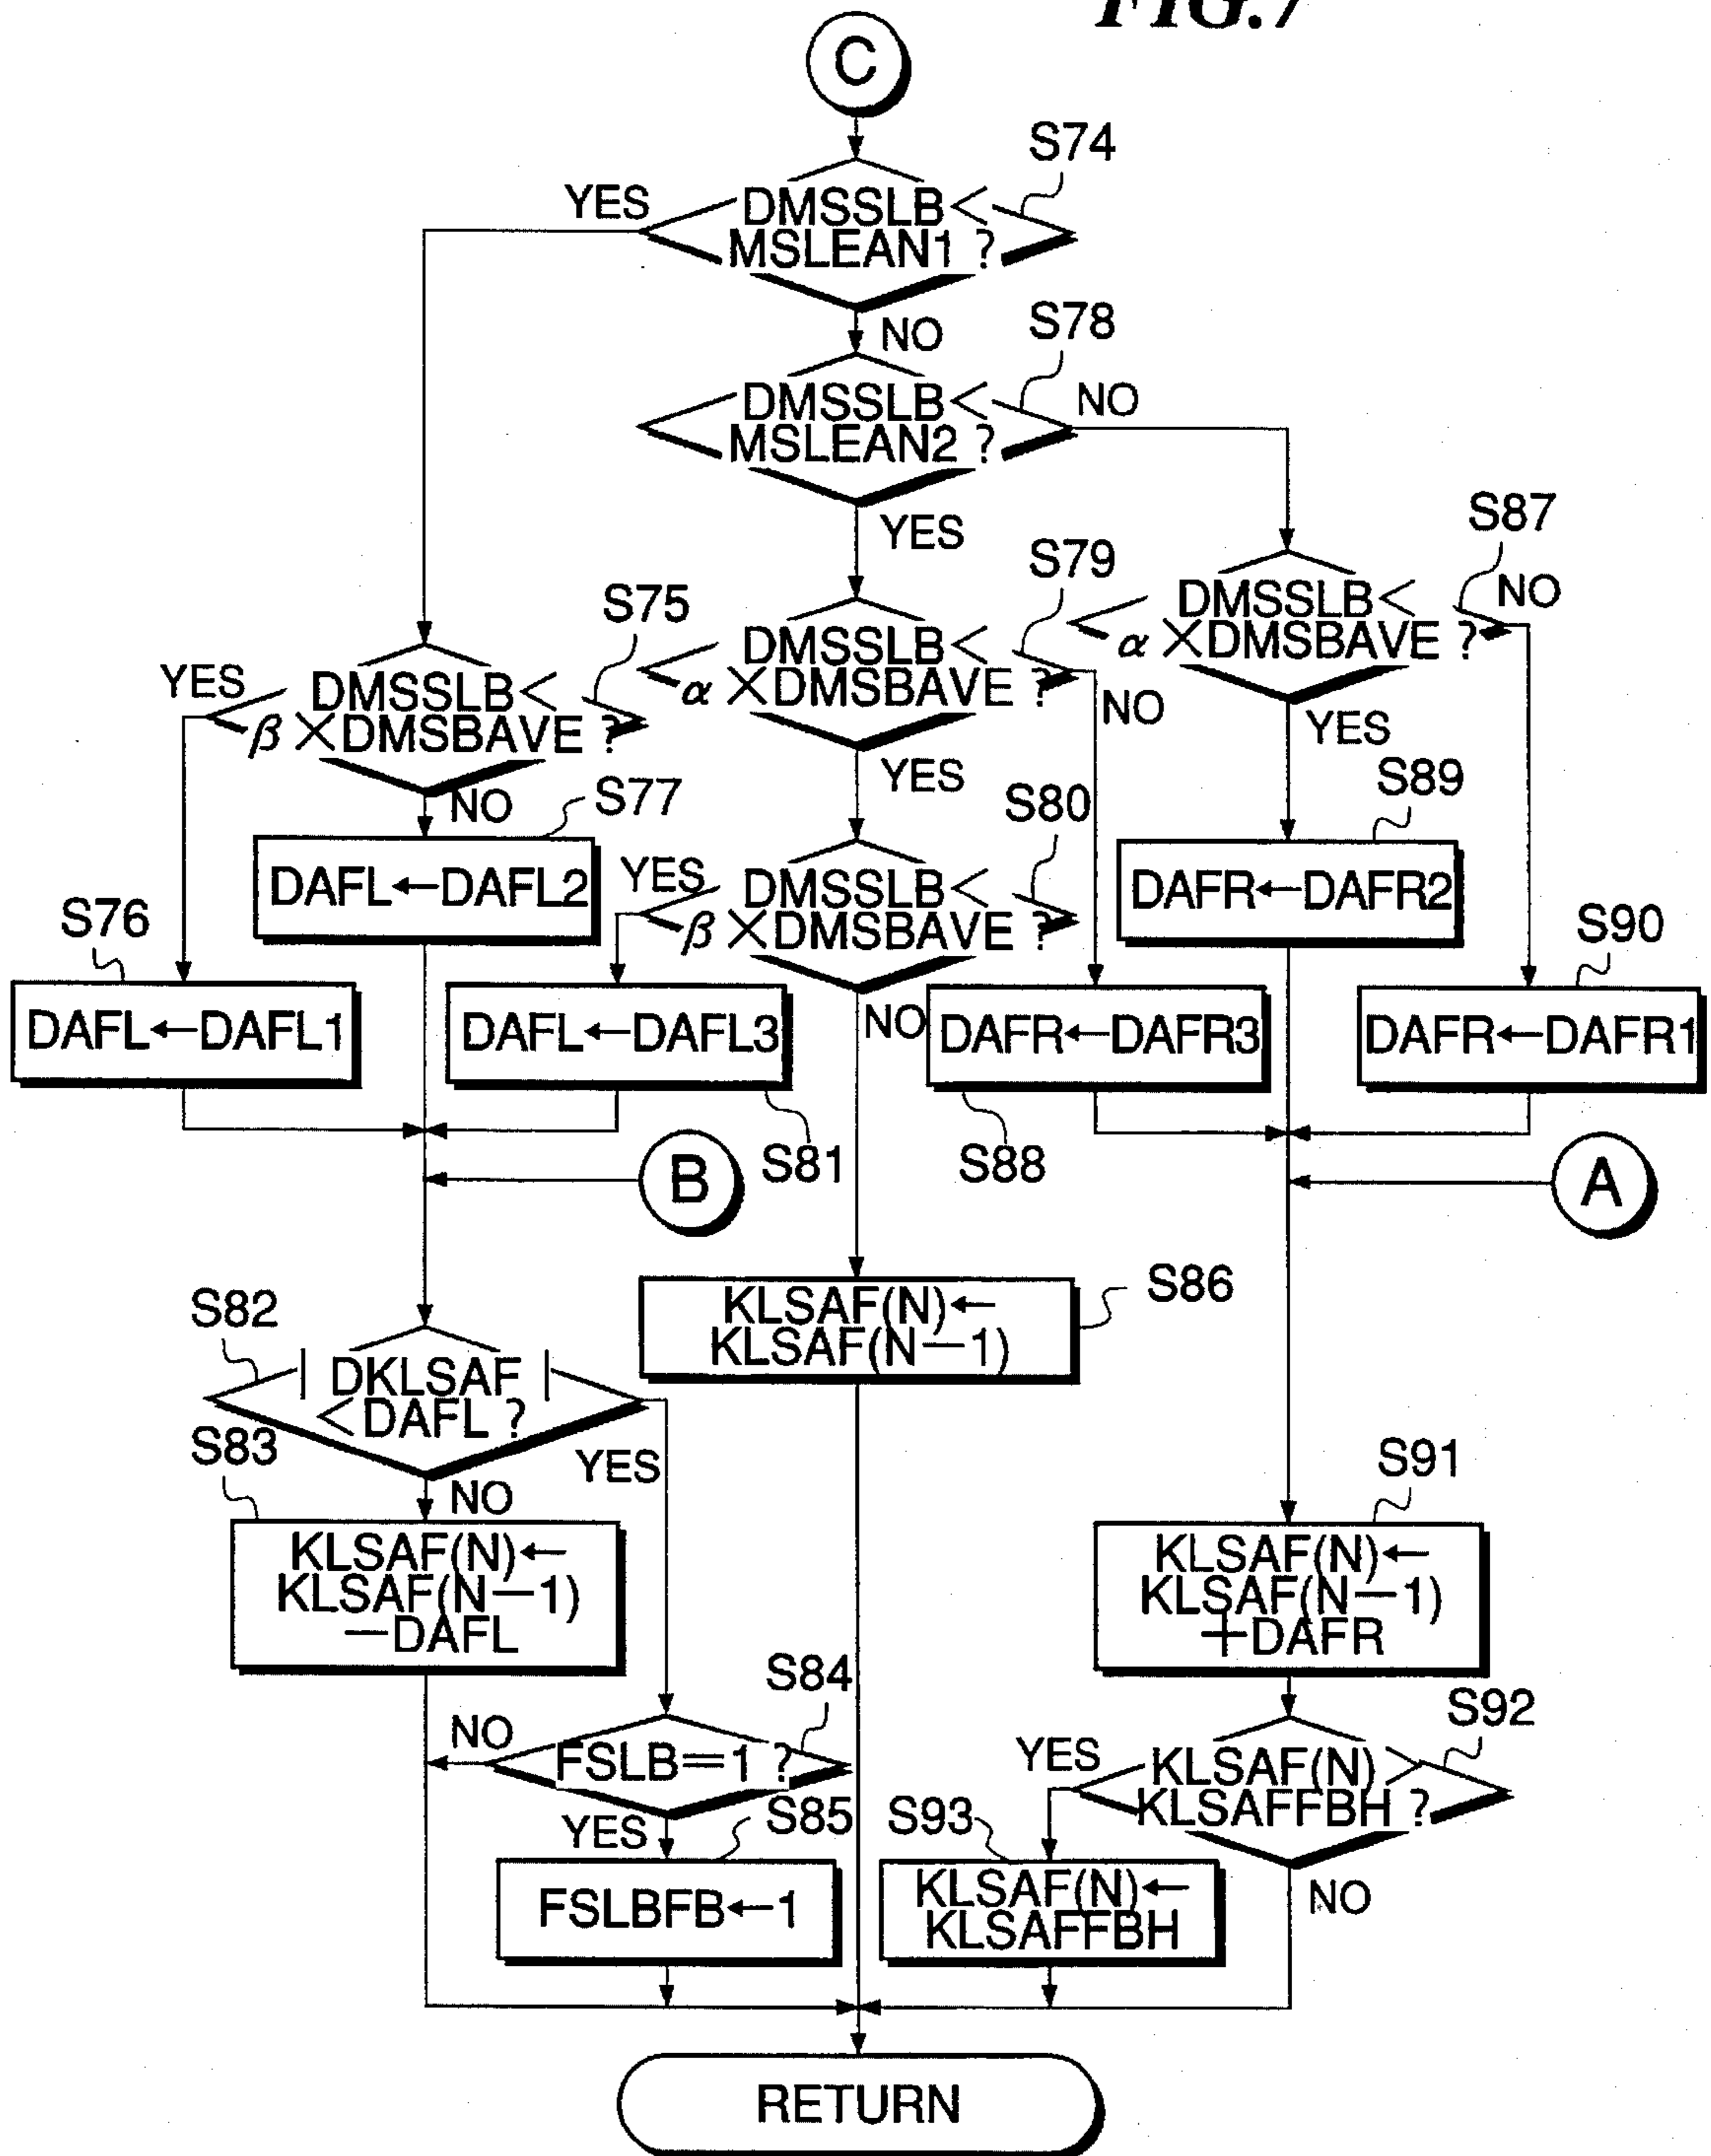 FIG.7
C
S74
YES
DMSSLB<
MSLEAN1 ?
NO
S78
DMSSLB<
MSLEAN2 ?
NO
YES
S87
S79
NO
DMSSLB<
α×DMSBAVE ?
S75
DMSSLB<
α×DMSBAVE ?
YES
DMSSLB<
β×DMSBAVE ?
NO
YES
YES
S89
NO
S77
S80
DAFL←DAFL2
YES
DMSSLB<
β×DMSBAVE ?
DAFR←DAFR2
S76
S90
DAFL←DAFL1
DAFL←DAFL3
NO
DAFR←DAFR3
DAFR←DAFR1
S81
S88
B
A
S82
S86
KLSAF(N)←
KLSAF(N−1)
| DKLSAF |
<DAFL ?
S83
YES
NO
S91
KLSAF(N)←
KLSAF(N−1)
−DAFL
KLSAF(N)←
KLSAF(N−1)
+DAFR
S84
S92
NO
FSLB=1 ?
YES
KLSAF(N)>
KLSAFFBH ?
YES
S85
S93
FSLBFB←1
KLSAF(N)←
KLSAFFBH
NO
RETURN